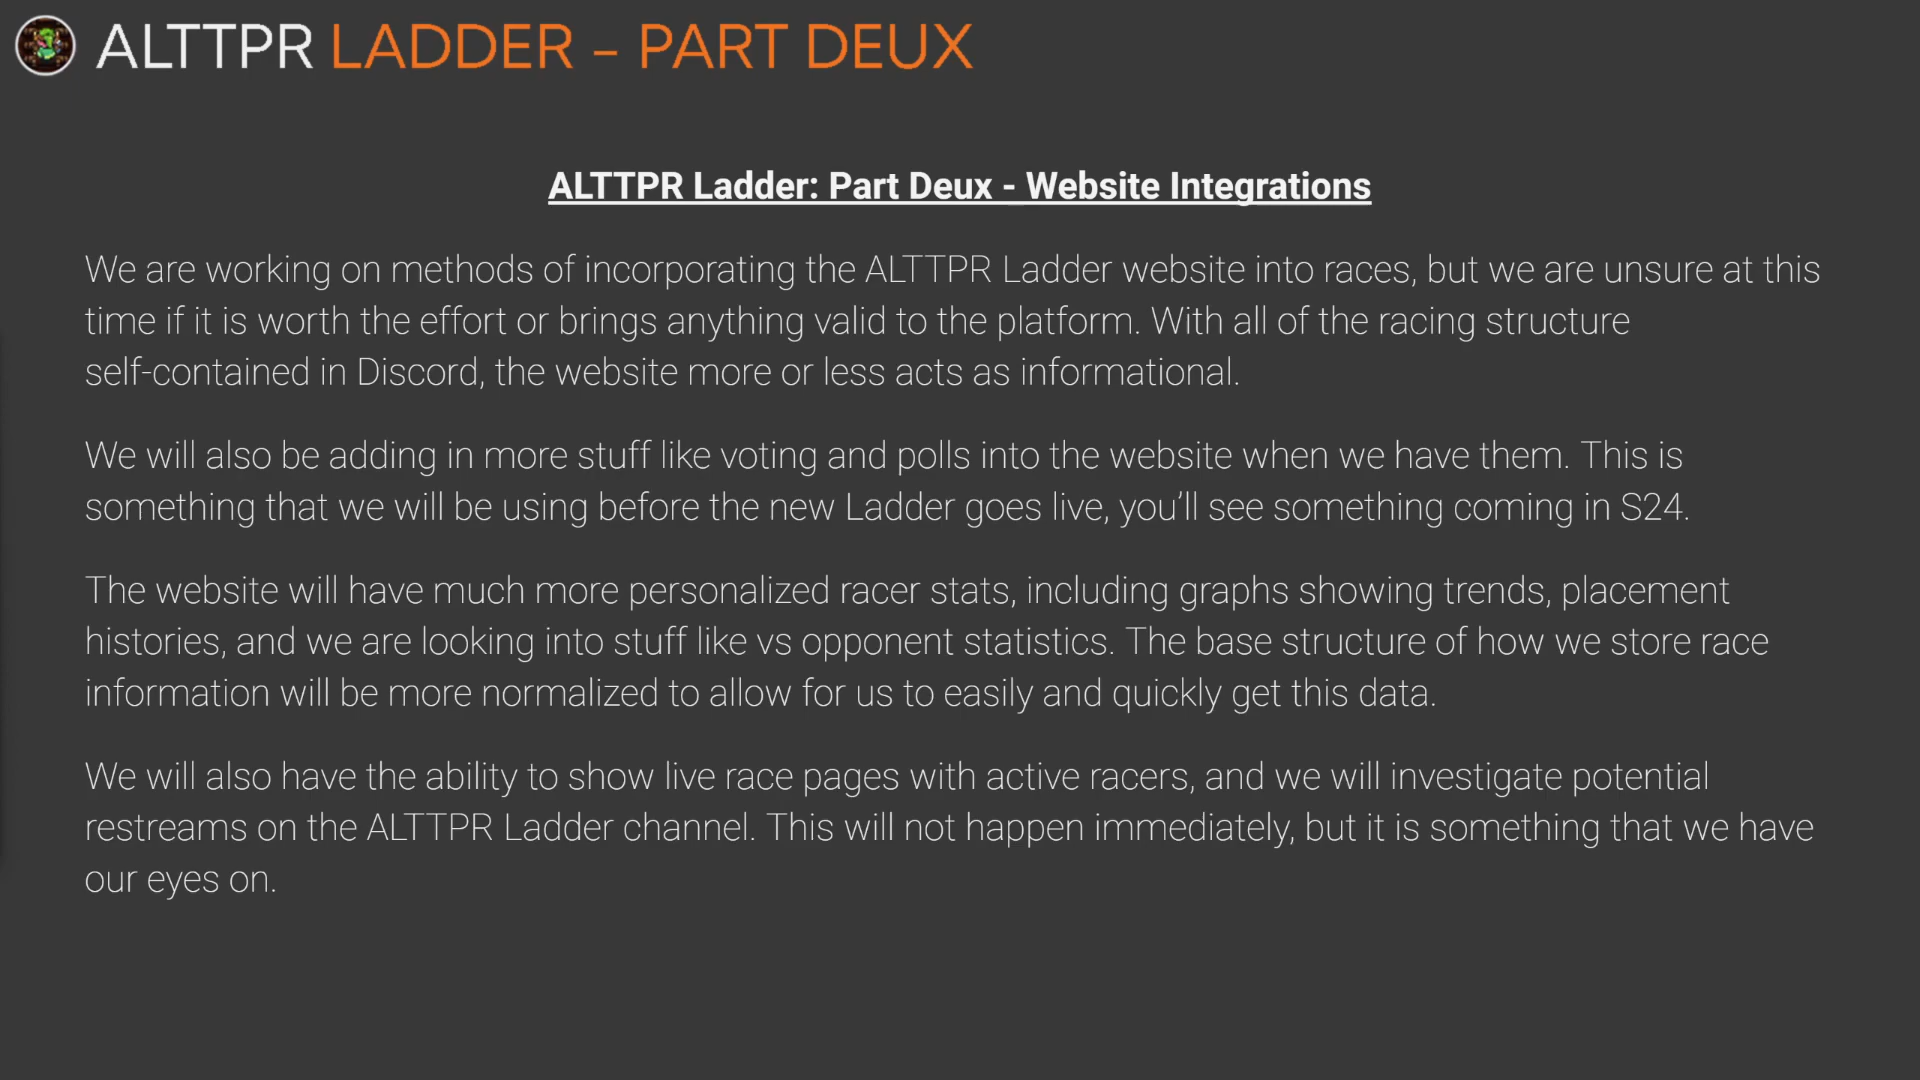 ALTTPR LADDER – PART DEUX
ALTTPR Ladder: Part Deux - Website Integrations
We are working on methods of incorporating the ALTTPR Ladder website into races, but we are unsure at this
time if it is worth the effort or brings anything valid to the platform. With all of the racing structure
self-contained in Discord, the website more or less acts as informational.
We will also be adding in more stuff like voting and polls into the website when we have them. This is
something that we will be using before the new Ladder goes live, you’ll see something coming in S24.
The website will have much more personalized racer stats, including graphs showing trends, placement
histories, and we are looking into stuff like vs opponent statistics. The base structure of how we store race
information will be more normalized to allow for us to easily and quickly get this data.
We will also have the ability to show live race pages with active racers, and we will investigate potential
restreams on the ALTTPR Ladder channel. This will not happen immediately, but it is something that we have
our eyes on.